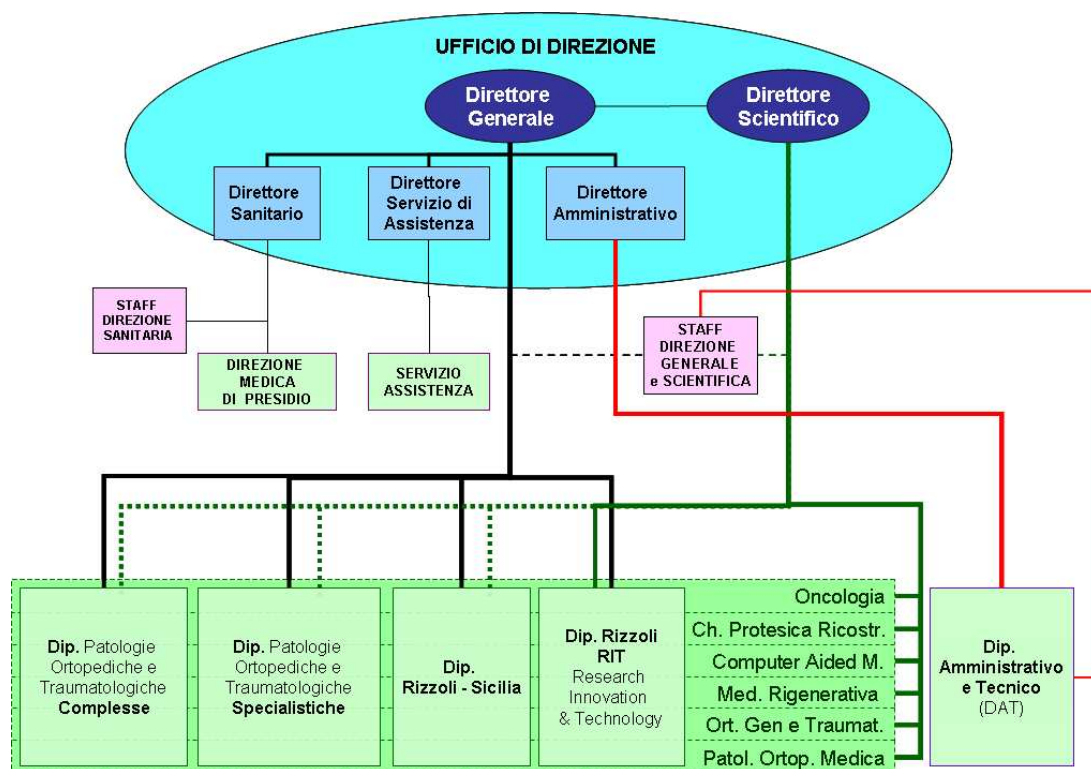 UFFICIO DI DIREZIONE
Direttore
Generale
Direttore
Scientifico
Direttore
Sanitario
Direttore
Servizio di
Assistenza
Direttore
Amministrativo
STAFF
DIREZIONE
SANITARIA
STAFF
DIREZIONE
GENERALE
e SCIENTIFICA
DIREZIONE
MEDICA
DI PRESIDIO
SERVIZIO
ASSISTENZA
Dip. Patologie
Ortopediche e
Traumatologiche
Complesse
Dip. Patologie
Ortopediche e
Traumatologiche
Specialistiche
Dip.
Rizzoli - Sicilia
Dip. Rizzoli
RIT
Research
Innovation
& Technology
Oncologia
Ch. Protesica Ricostr.
Computer Aided M.
Med. Rigenerativa
Ort. Gen e Traumat.
Patol. Ortop. Medica
Dip.
Amministrativo
e Tecnico
(DAT)